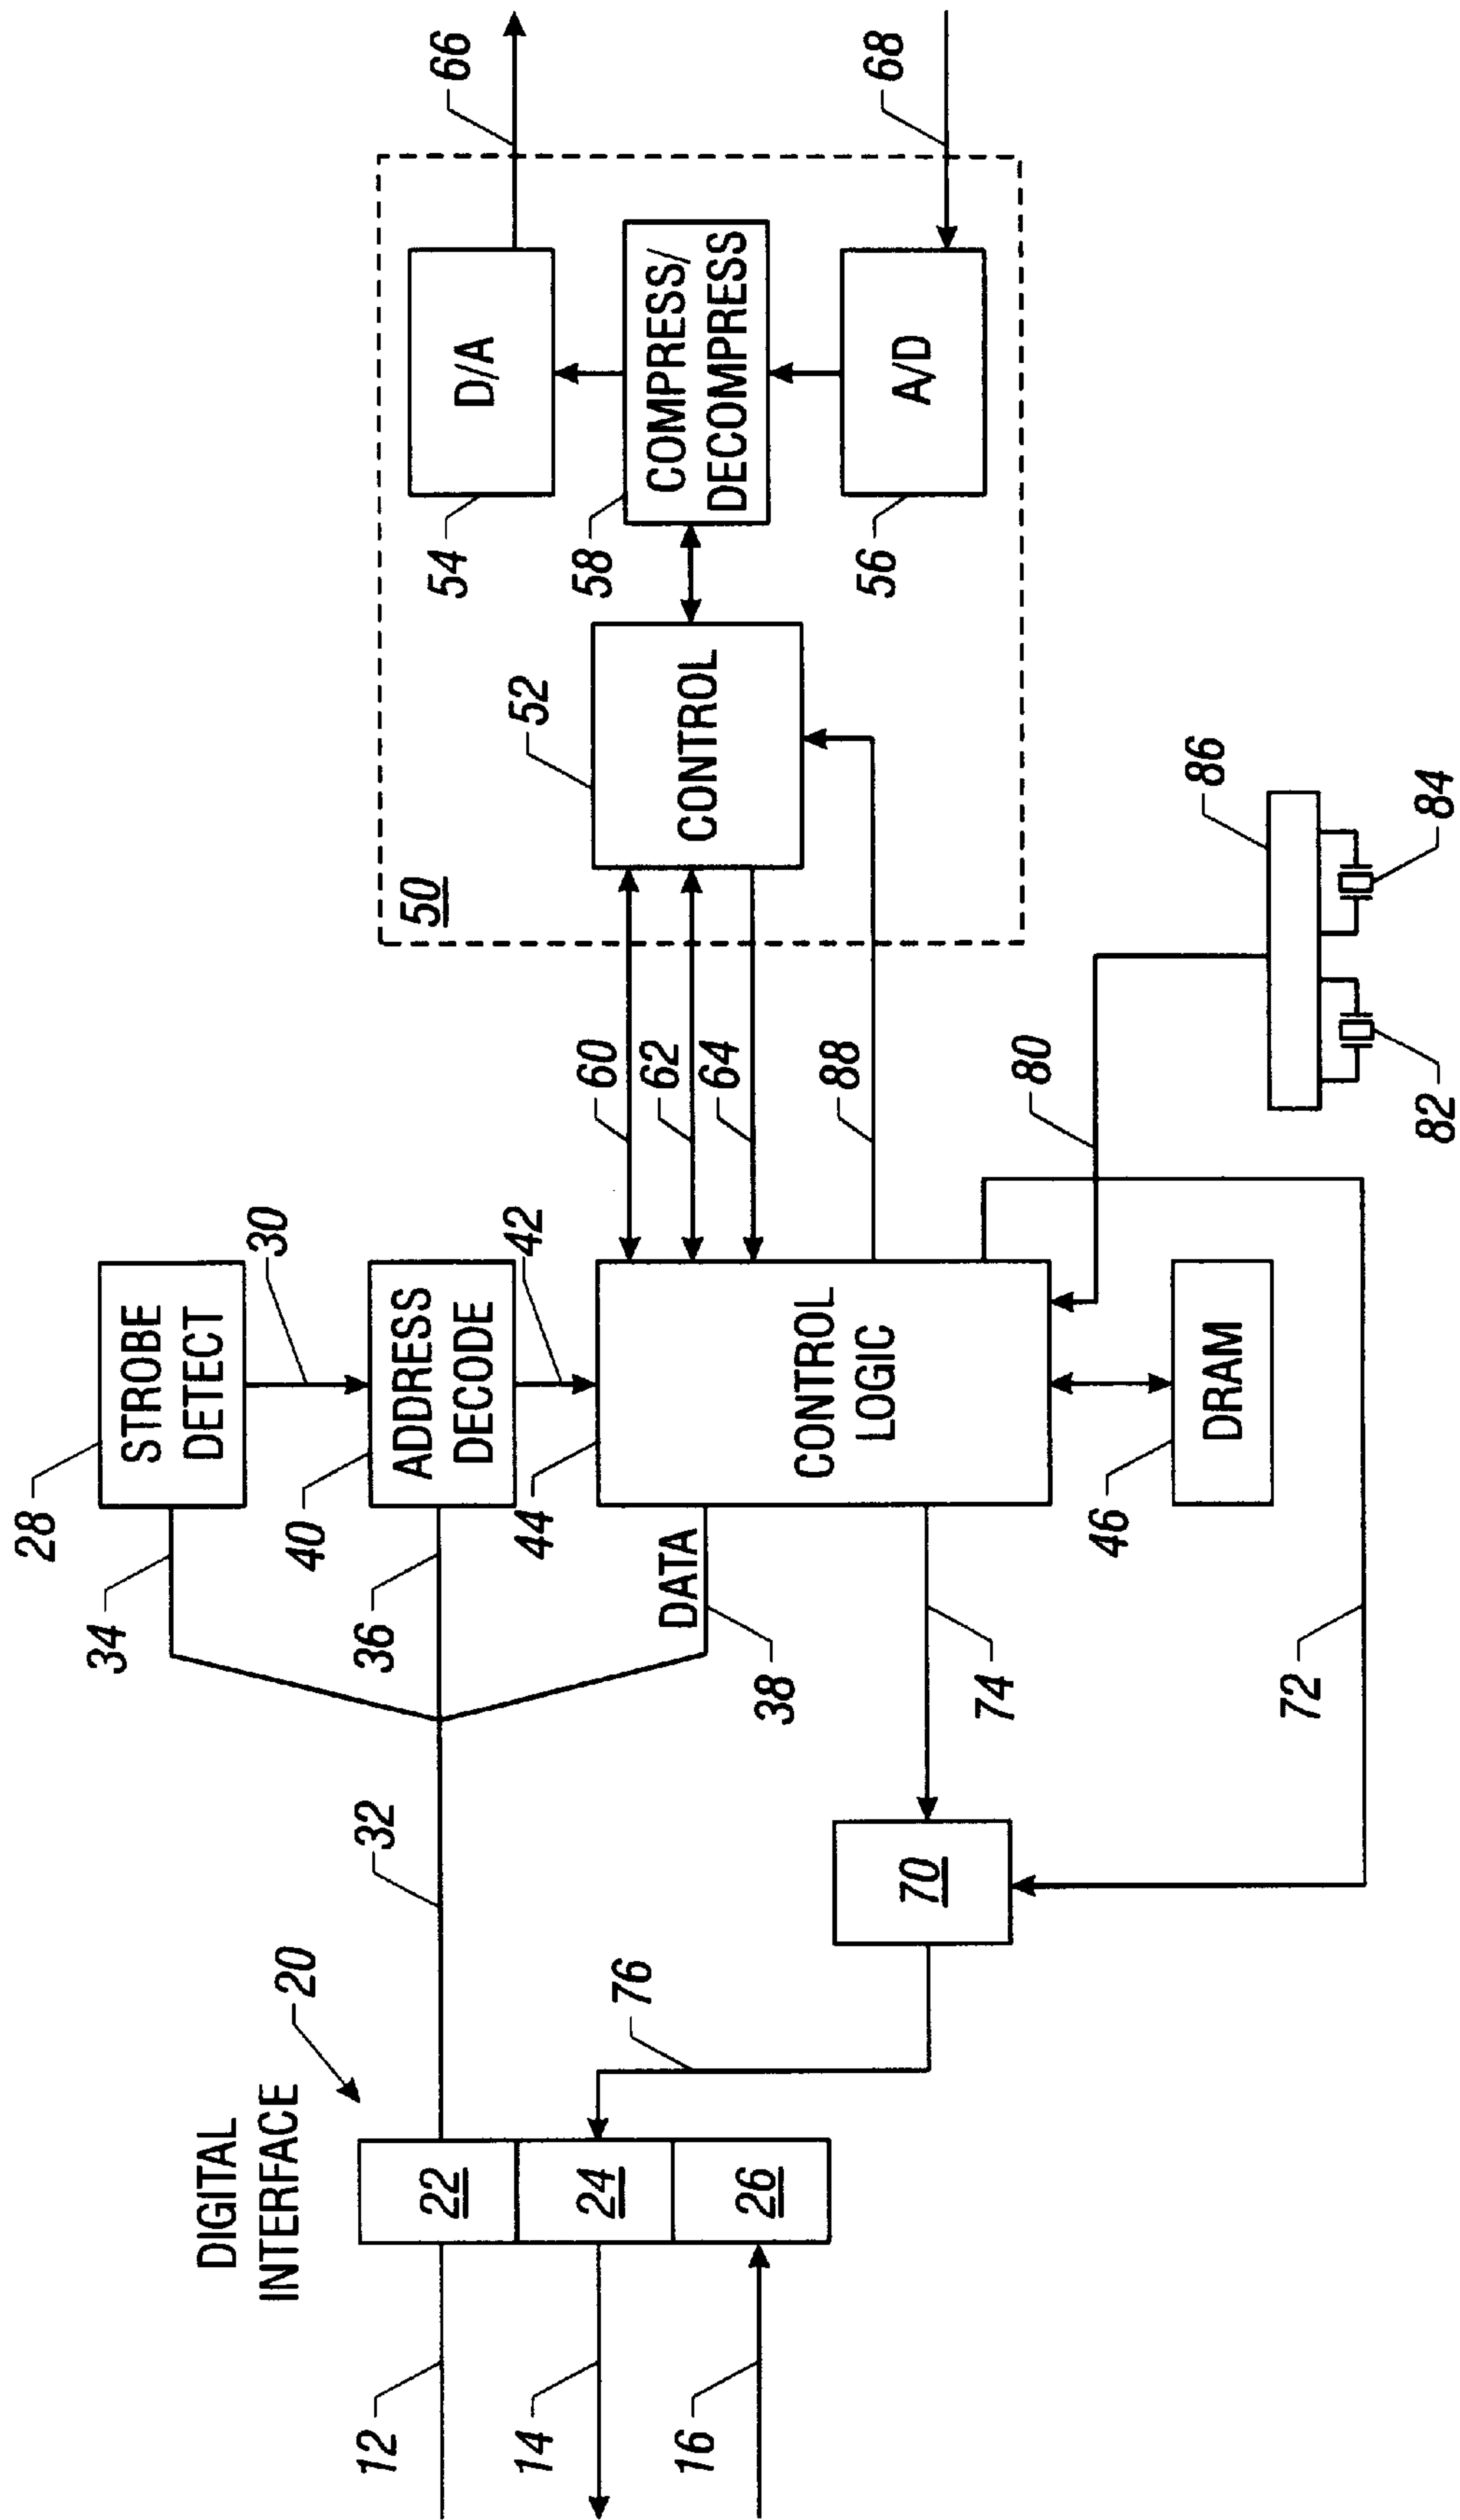 28
STROBE
DETECT
30
34
40
ADDRESS
DECODE
42
36
44
CONTROL
LOGIC
DATA
38
46
DRAM
74
72
32
20
DIGITAL
INTERFACE
22
24
26
12
14
16
70
76
60
62
64
88
80
50
52
CONTROL
54
D/A
58
COMPRESS/
DECOMPRESS
56
A/D
66
68
86
84
82